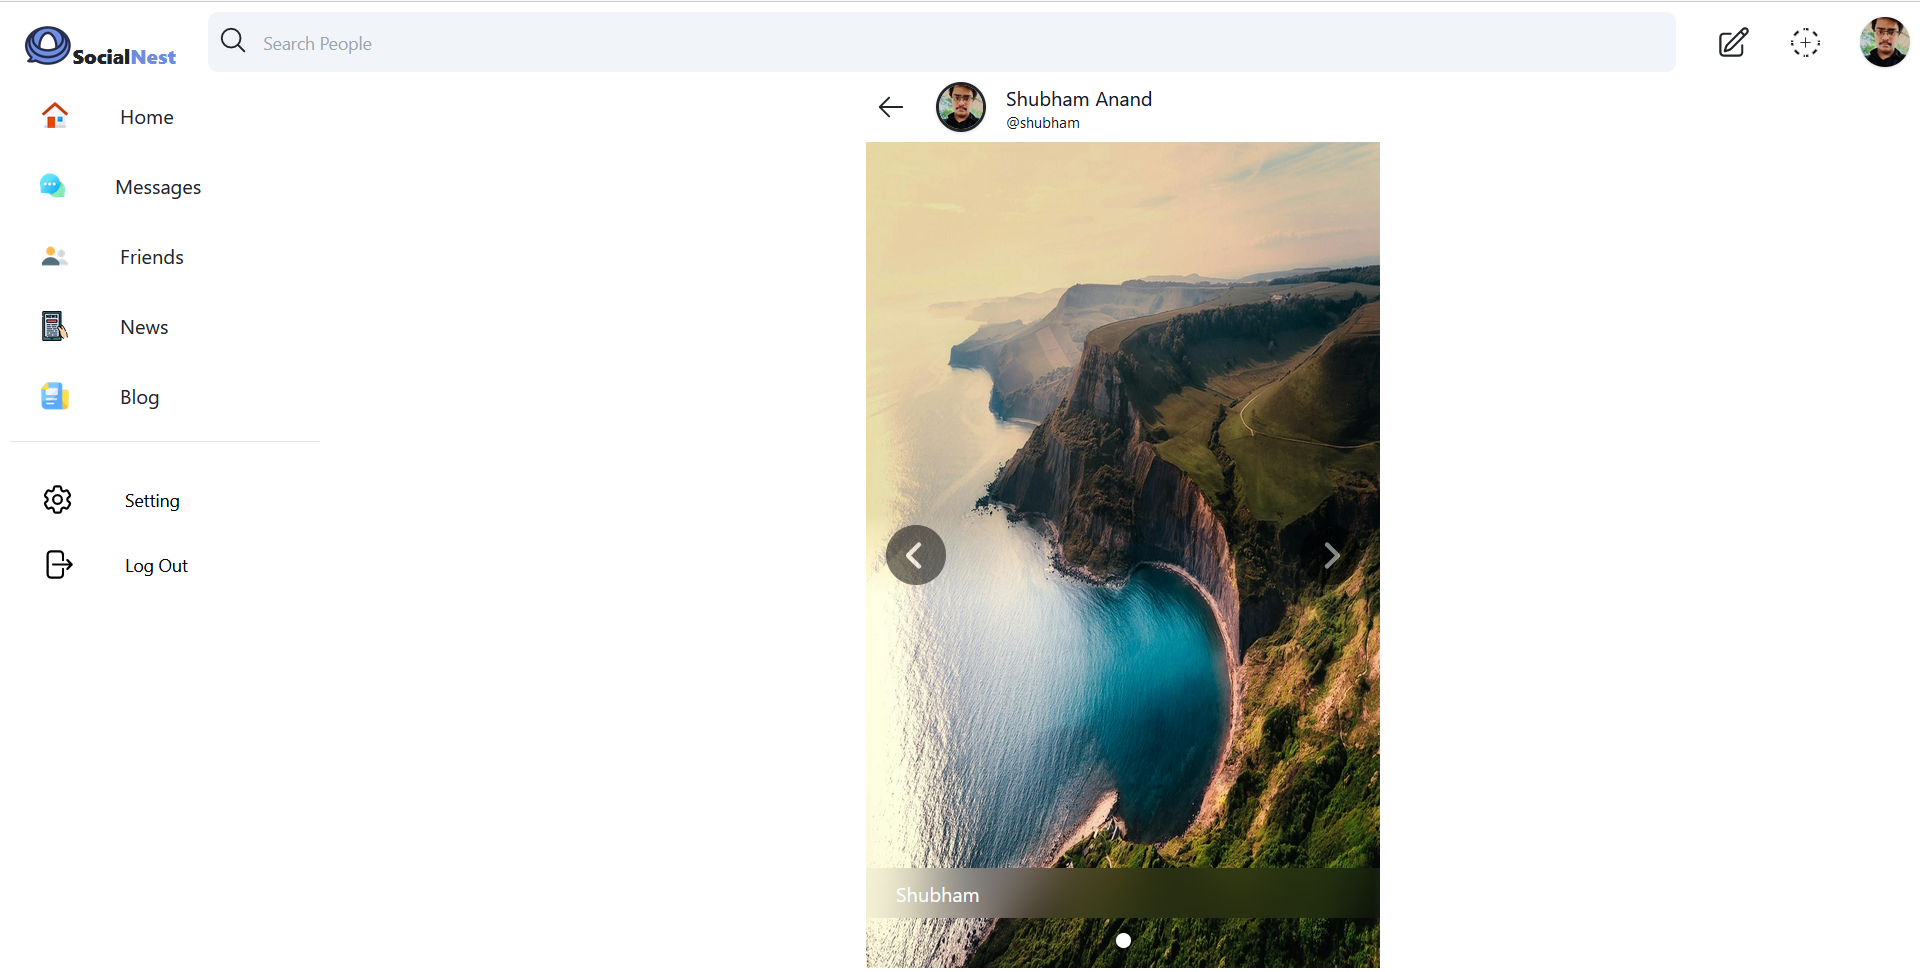 SocialNest
Search People
Shubham Anand
@shubham
Home
Messages
Friends
News
Blog
Setting
Log Out
Shubham